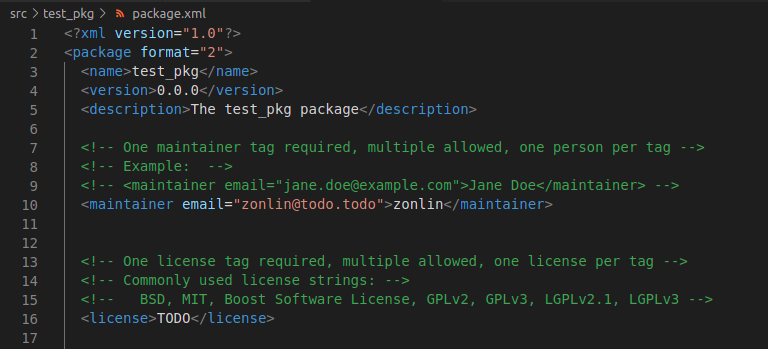 src > test_pkg > package.xml
1 <?xml version="1.0"?>
2 <package format="2">
3 <name>test_pkg</name>
4 <version>0.0.0</version>
5 <description>The test_pkg package</description>
6
7 <!-- One maintainer tag required, multiple allowed, one person per tag -->
8 <!-- Example:  -->
9 <!-- <maintainer email="jane.doe@example.com">Jane Doe</maintainer> -->
10 <maintainer email="zonlin@todo.todo">zonlin</maintainer>
11
12
13 <!-- One license tag required, multiple allowed, one license per tag -->
14 <!-- Commonly used license strings: -->
15 <!--   BSD, MIT, Boost Software License, GPLv2, GPLv3, LGPLv2.1, LGPLv3 -->
16 <license>TODO</license>
17